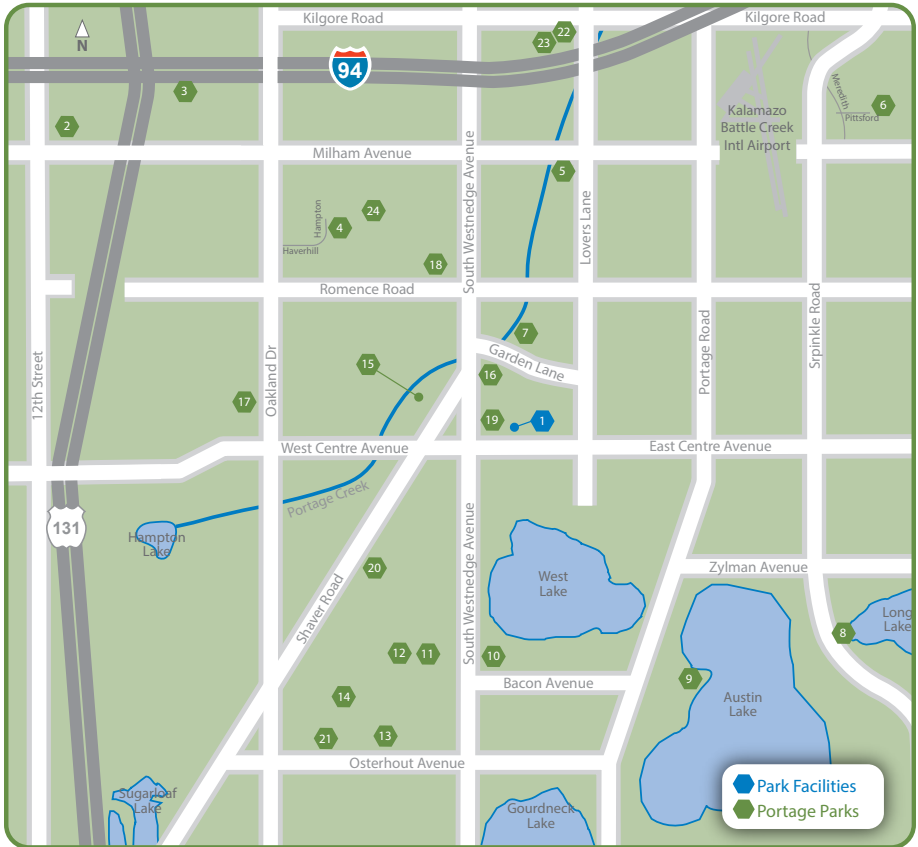 Kilgore Road
Kilgore Road
N
22
23
94
3
2
Meredith
Pittsford
6
Kalamazo
Battle Creek
Intl Airport
Milham Avenue
South Westnedge Avenue
5
Hampton
24
4
Haverhill
Lovers Lane
18
Romence Road
Portage Road
Srpinkle Road
12th Street
Oakland Dr
7
Garden Lane
15
16
17
19
1
West Centre Avenue
East Centre Avenue
Portage Creek
131
Hampton
Lake
South Westnedge Avenue
Shaver Road
20
West
Lake
Zylman Avenue
Long
Lake
8
12
11
10
9
Bacon Avenue
14
Austin
Lake
21
13
Osterhout Avenue
Sugarloaf
Lake
Gourdneck
Lake
Park Facilities
Portage Parks